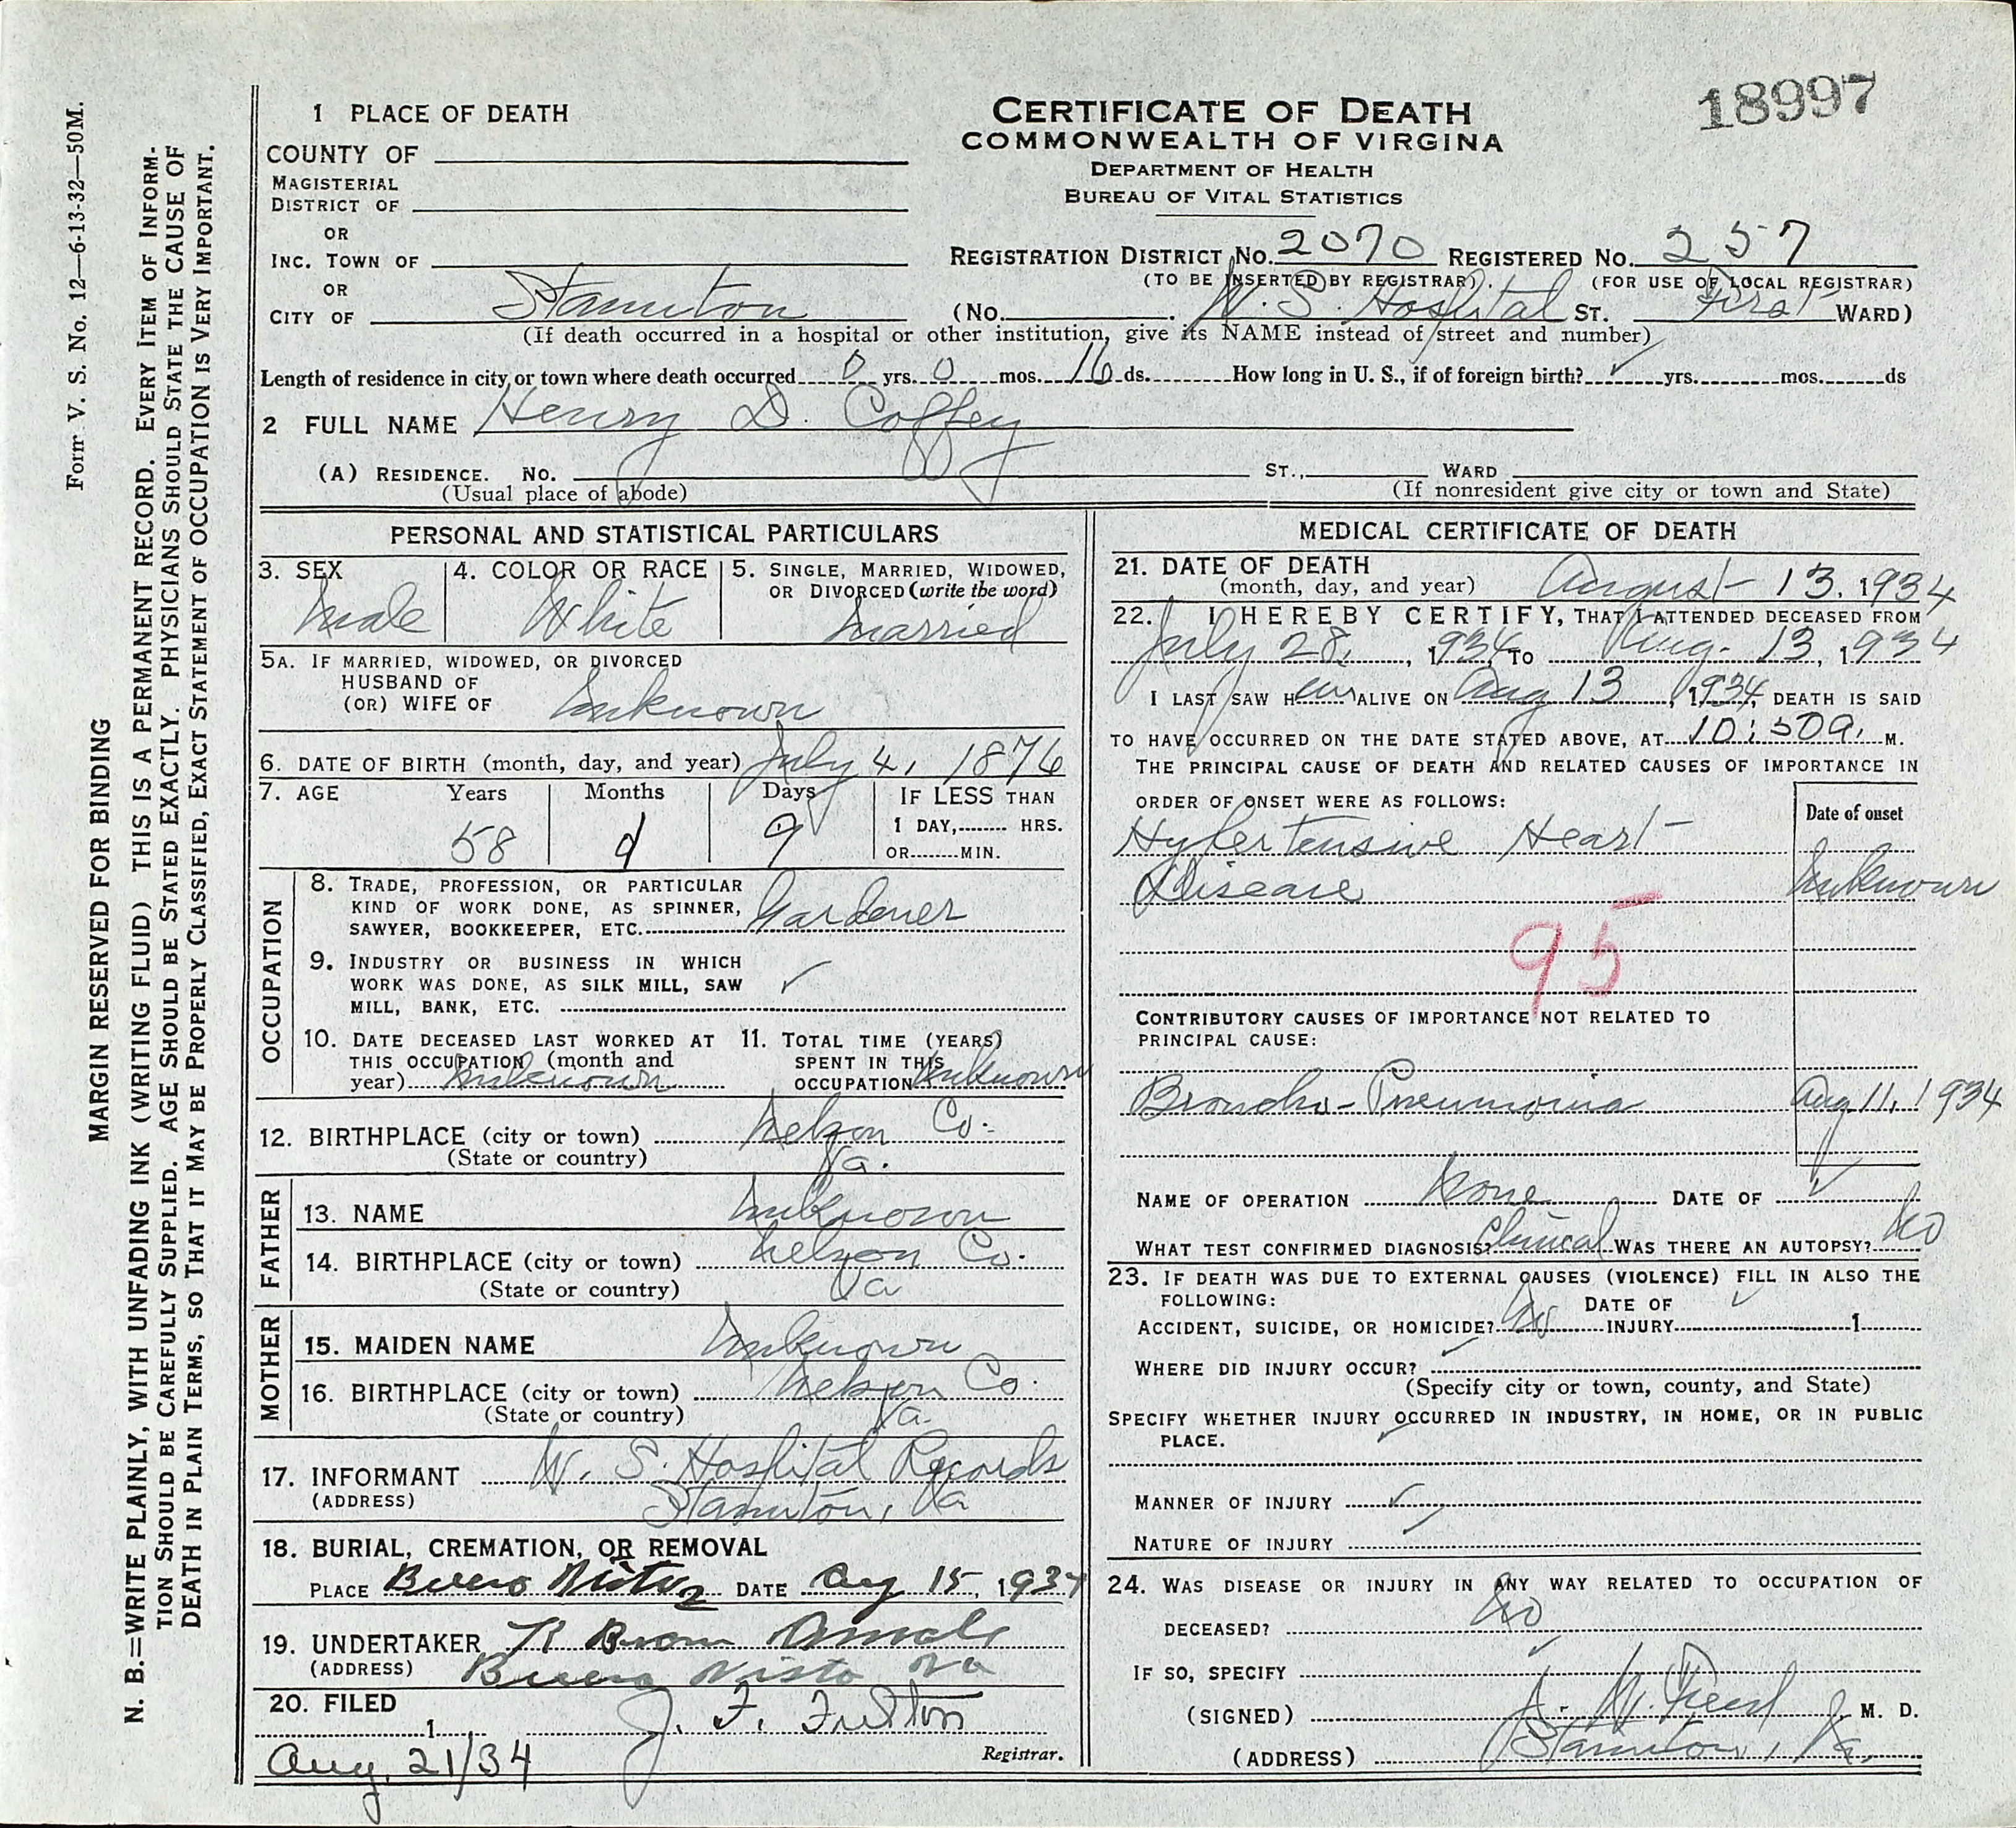 18997
Form V. S. No. 12—6-13-32—50M.
MARGIN RESERVED FOR BINDING
N. B.=WRITE PLAINLY, WITH UNFADING INK (WRITING FLUID) THIS IS A PERMANENT RECORD. EVERY ITEM OF INFORM-
TION SHOULD BE CAREFULLY SUPPLIED. AGE SHOULD BE STATED EXACTLY. PHYSICIANS SHOULD STATE THE CAUSE OF
DEATH IN PLAIN TERMS, SO THAT IT MAY BE PROPERLY CLASSIFIED, EXACT STATEMENT OF OCCUPATION IS VERY IMPORTANT.
1 PLACE OF DEATH
COUNTY OF
MAGISTERIAL
DISTRICT OF
OR
INC. TOWN OF
OR
CITY OF Staunton
CERTIFICATE OF DEATH
COMMONWEALTH OF VIRGINA
DEPARTMENT OF HEALTH
BUREAU OF VITAL STATISTICS
REGISTRATION DISTRICT NO. 2070 REGISTERED NO. 257
(TO BE INSERTED BY REGISTRAR). (FOR USE OF LOCAL REGISTRAR)
(No. W. S. Hospital ST. First WARD)
(If death occurred in a hospital or other institution, give its NAME instead of street and number)
Length of residence in city or town where death occurred 0 yrs. 0 mos. 16 ds. How long in U. S., if of foreign birth? ✓ yrs. mos. ds
2 FULL NAME Henry D. Coffey
(A) RESIDENCE. NO. ST., WARD
(Usual place of abode) (If nonresident give city or town and State)
PERSONAL AND STATISTICAL PARTICULARS
3. SEX 4. COLOR OR RACE 5. SINGLE, MARRIED, WIDOWED,
OR DIVORCED (write the word)
Male White Married
5A. IF MARRIED, WIDOWED, OR DIVORCED
HUSBAND OF
(OR) WIFE OF Unknown
6. DATE OF BIRTH (month, day, and year) July 4, 1876
7. AGE Years Months Days IF LESS THAN
1 DAY, HRS.
58 1 9 OR MIN.
OCCUPATION
8. TRADE, PROFESSION, OR PARTICULAR
KIND OF WORK DONE, AS SPINNER,
SAWYER, BOOKKEEPER, ETC. Gardener
9. INDUSTRY OR BUSINESS IN WHICH
WORK WAS DONE, AS SILK MILL, SAW
MILL, BANK, ETC. ✓
10. DATE DECEASED LAST WORKED AT
THIS OCCUPATION (month and
year) Unknown
11. TOTAL TIME (YEARS)
SPENT IN THIS
OCCUPATION Unknown
12. BIRTHPLACE (city or town) Nelson Co.
(State or country) Va.
FATHER
13. NAME Unknown
14. BIRTHPLACE (city or town) Nelson Co.
(State or country) Va
MOTHER
15. MAIDEN NAME Unknown
16. BIRTHPLACE (city or town) Nelson Co.
(State or country) Va.
17. INFORMANT W. S. Hospital Records
(ADDRESS) Staunton, Va
18. BURIAL, CREMATION, OR REMOVAL
PLACE Buena Vista DATE Aug 15, 1934
19. UNDERTAKER
(ADDRESS) Buena Vista Va
20. FILED
1
Aug. 21/34 J. F. Fulton
Registrar.
MEDICAL CERTIFICATE OF DEATH
21. DATE OF DEATH
(month, day, and year) August 13, 1934
22. I HEREBY CERTIFY, THAT I ATTENDED DECEASED FROM
July 28, 1934 TO Aug. 13, 1934
I LAST SAW HIM ALIVE ON Aug 13, 1934, DEATH IS SAID
TO HAVE OCCURRED ON THE DATE STATED ABOVE, AT 10:50 a. M.
THE PRINCIPAL CAUSE OF DEATH AND RELATED CAUSES OF IMPORTANCE IN
ORDER OF ONSET WERE AS FOLLOWS: Date of onset
Hypertensive Heart
Disease Unknown
95
CONTRIBUTORY CAUSES OF IMPORTANCE NOT RELATED TO
PRINCIPAL CAUSE:
Broncho-Pneumonia Aug 11, 1934
NAME OF OPERATION None DATE OF ✓
WHAT TEST CONFIRMED DIAGNOSIS? Clinical WAS THERE AN AUTOPSY? No
23. IF DEATH WAS DUE TO EXTERNAL CAUSES (VIOLENCE) FILL IN ALSO THE
FOLLOWING:
ACCIDENT, SUICIDE, OR HOMICIDE? No DATE OF INJURY ✓ 1
WHERE DID INJURY OCCUR? ✓
(Specify city or town, county, and State)
SPECIFY WHETHER INJURY OCCURRED IN INDUSTRY, IN HOME, OR IN PUBLIC
PLACE. ✓
MANNER OF INJURY ✓
NATURE OF INJURY ✓
24. WAS DISEASE OR INJURY IN ANY WAY RELATED TO OCCUPATION OF
DECEASED? No
IF SO, SPECIFY ✓
(SIGNED) M. D.
(ADDRESS) Staunton, Va.